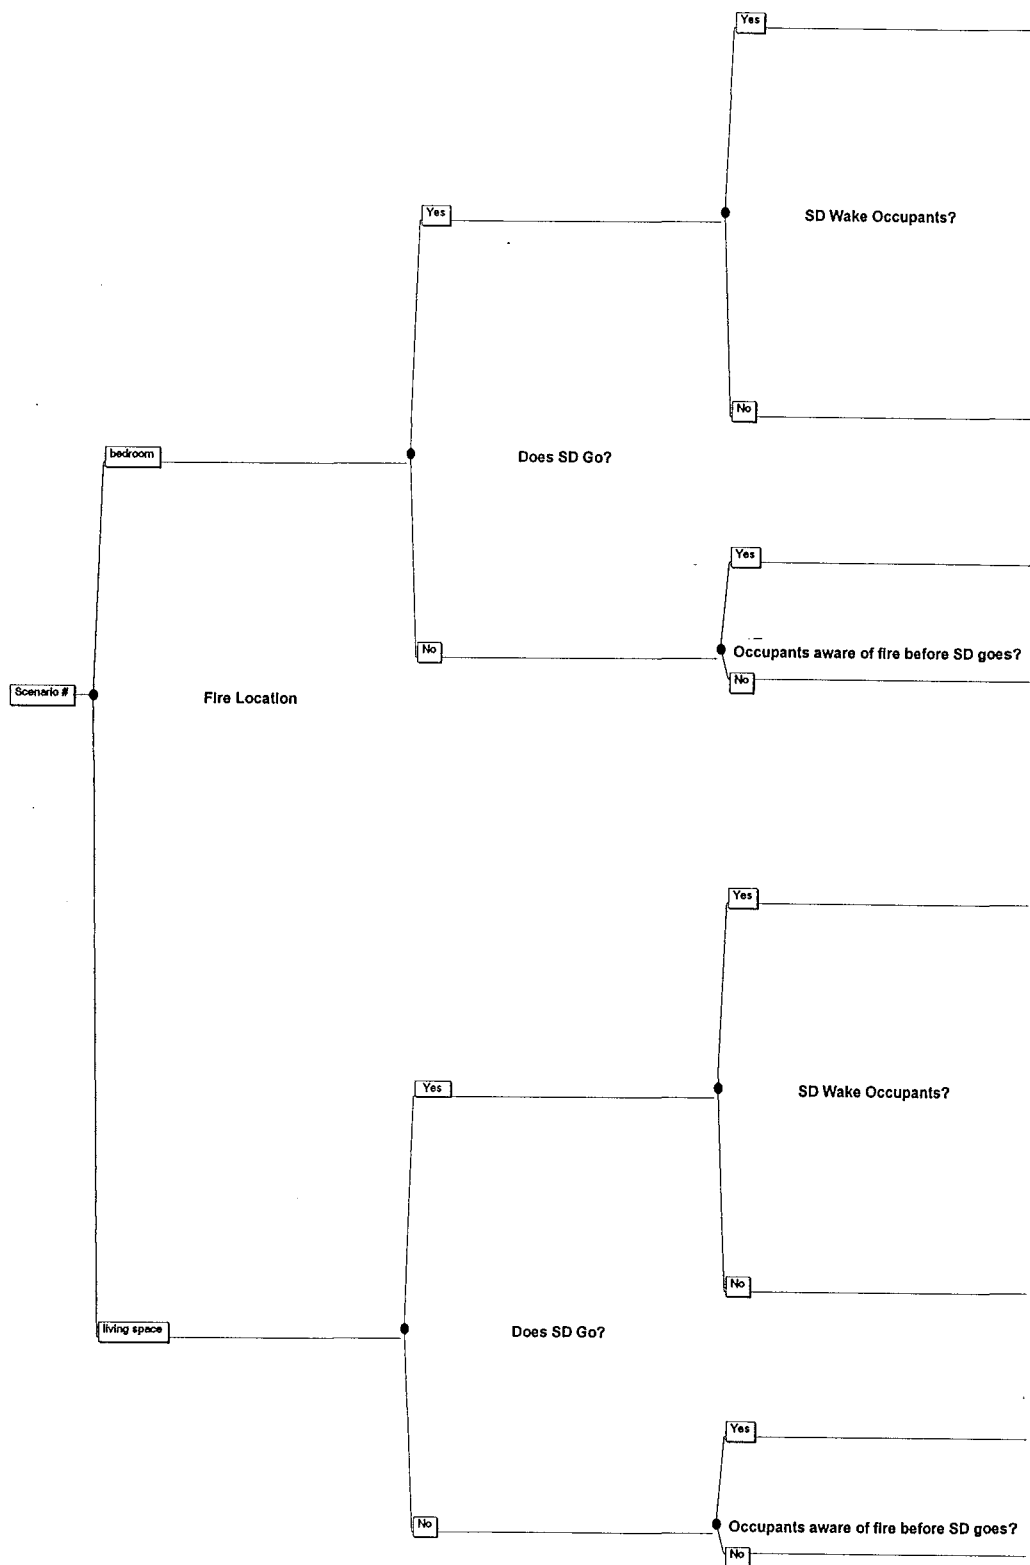 Yes
SD Wake Occupants?
Yes
No
bedroom
Does SD Go?
Yes
No
Occupants aware of fire before SD goes?
No
Scenario #
Fire Location
Yes
Yes
SD Wake Occupants?
No
living space
Does SD Go?
Yes
No
Occupants aware of fire before SD goes?
No